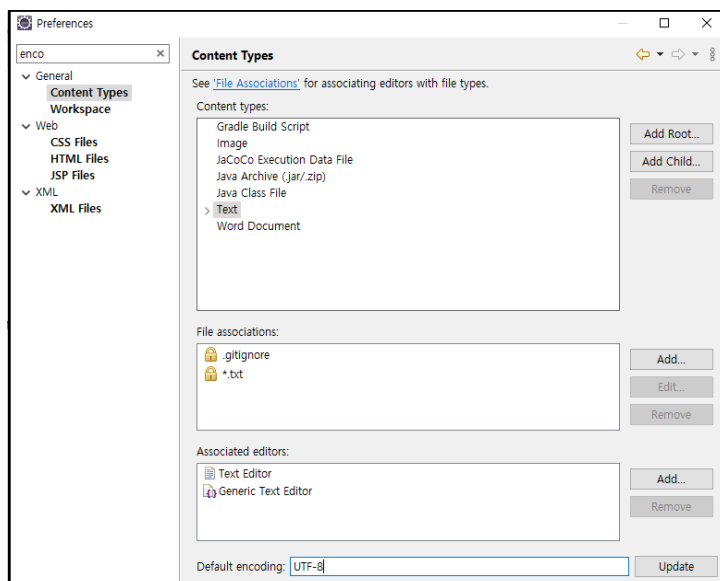 Preferences
enco
General
Content Types
Workspace
Web
CSS Files
HTML Files
JSP Files
XML
XML Files
Content Types
See 'File Associations' for associating editors with file types.
Content types:
Gradle Build Script
Image
JaCoCo Execution Data File
Java Archive (.jar/.zip)
Java Class File
Text
Word Document
Add Root...
Add Child...
Remove
File associations:
.gitignore
*.txt
Add...
Edit...
Remove
Associated editors:
Text Editor
Generic Text Editor
Add...
Remove
Default encoding: UTF-8
Update